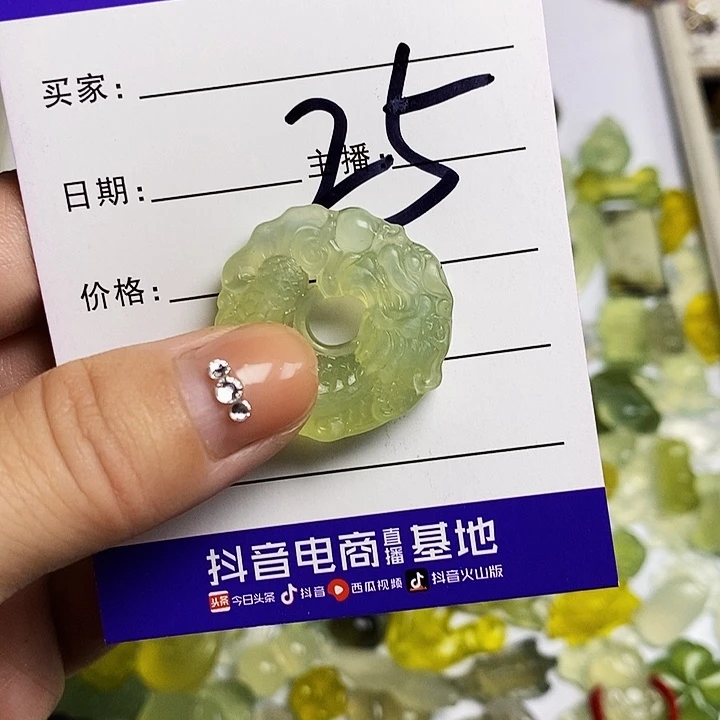 买家:
25
日期: 主播:
价格:
抖音电商直播基地
头条 今日头条 抖音 西瓜视频 抖音火山版